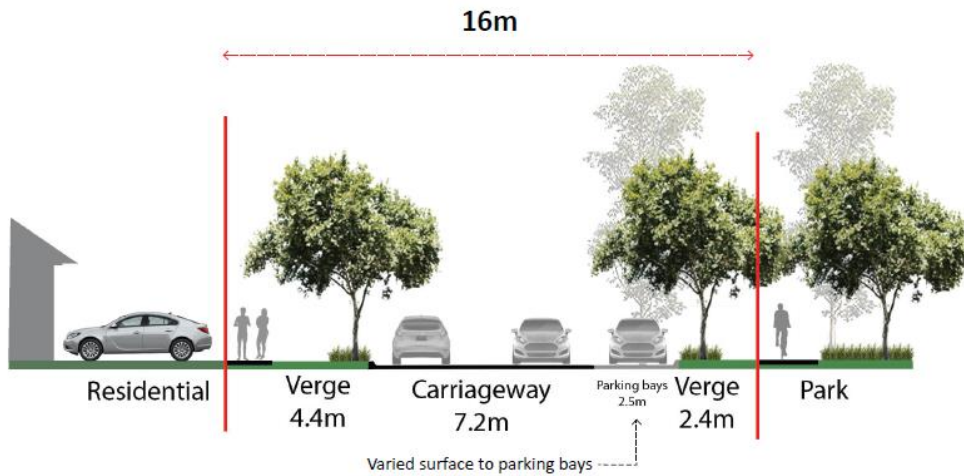 16m
Residential
Verge
4.4m
Carriageway
7.2m
Parking bays
2.5m
Verge
2.4m
Park
Varied surface to parking bays